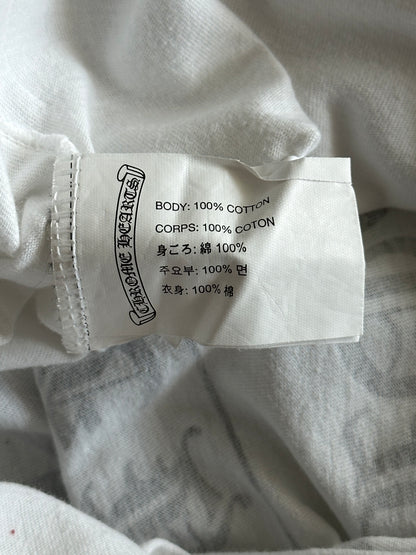 CHROME HEARTS
BODY: 100% COTTON
CORPS: 100% COTON
身ごろ: 綿 100%
주요부: 100% 면
衣身: 100% 棉